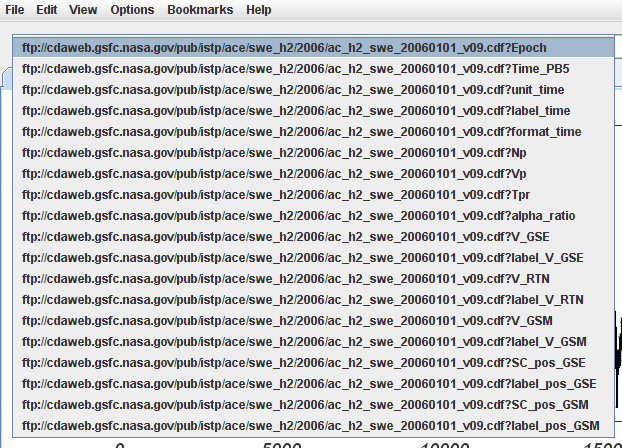 File Edit View Options Bookmarks Help
ftp://cdaweb.gsfc.nasa.gov/pub/istp/ace/swe_h2/2006/ac_h2_swe_20060101_v09.cdf?Epoch
ftp://cdaweb.gsfc.nasa.gov/pub/istp/ace/swe_h2/2006/ac_h2_swe_20060101_v09.cdf?Time_PB5
ftp://cdaweb.gsfc.nasa.gov/pub/istp/ace/swe_h2/2006/ac_h2_swe_20060101_v09.cdf?unit_time
ftp://cdaweb.gsfc.nasa.gov/pub/istp/ace/swe_h2/2006/ac_h2_swe_20060101_v09.cdf?label_time
ftp://cdaweb.gsfc.nasa.gov/pub/istp/ace/swe_h2/2006/ac_h2_swe_20060101_v09.cdf?format_time
ftp://cdaweb.gsfc.nasa.gov/pub/istp/ace/swe_h2/2006/ac_h2_swe_20060101_v09.cdf?Np
ftp://cdaweb.gsfc.nasa.gov/pub/istp/ace/swe_h2/2006/ac_h2_swe_20060101_v09.cdf?Vp
ftp://cdaweb.gsfc.nasa.gov/pub/istp/ace/swe_h2/2006/ac_h2_swe_20060101_v09.cdf?Tpr
ftp://cdaweb.gsfc.nasa.gov/pub/istp/ace/swe_h2/2006/ac_h2_swe_20060101_v09.cdf?alpha_ratio
ftp://cdaweb.gsfc.nasa.gov/pub/istp/ace/swe_h2/2006/ac_h2_swe_20060101_v09.cdf?V_GSE
ftp://cdaweb.gsfc.nasa.gov/pub/istp/ace/swe_h2/2006/ac_h2_swe_20060101_v09.cdf?label_V_GSE
ftp://cdaweb.gsfc.nasa.gov/pub/istp/ace/swe_h2/2006/ac_h2_swe_20060101_v09.cdf?V_RTN
ftp://cdaweb.gsfc.nasa.gov/pub/istp/ace/swe_h2/2006/ac_h2_swe_20060101_v09.cdf?label_V_RTN
ftp://cdaweb.gsfc.nasa.gov/pub/istp/ace/swe_h2/2006/ac_h2_swe_20060101_v09.cdf?V_GSM
ftp://cdaweb.gsfc.nasa.gov/pub/istp/ace/swe_h2/2006/ac_h2_swe_20060101_v09.cdf?label_V_GSM
ftp://cdaweb.gsfc.nasa.gov/pub/istp/ace/swe_h2/2006/ac_h2_swe_20060101_v09.cdf?SC_pos_GSE
ftp://cdaweb.gsfc.nasa.gov/pub/istp/ace/swe_h2/2006/ac_h2_swe_20060101_v09.cdf?label_pos_GSE
ftp://cdaweb.gsfc.nasa.gov/pub/istp/ace/swe_h2/2006/ac_h2_swe_20060101_v09.cdf?SC_pos_GSM
ftp://cdaweb.gsfc.nasa.gov/pub/istp/ace/swe_h2/2006/ac_h2_swe_20060101_v09.cdf?label_pos_GSM
0 5000 10000